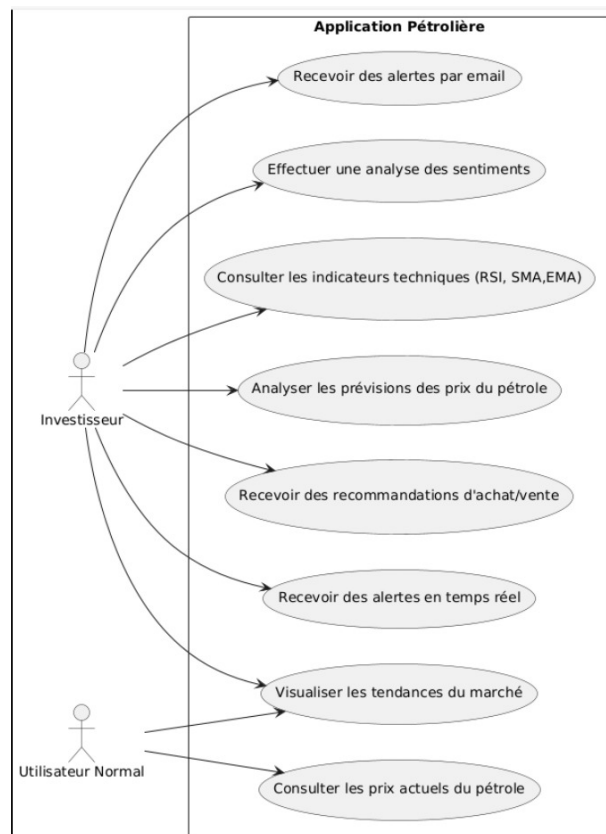 Application Pétrolière
Recevoir des alertes par email
Effectuer une analyse des sentiments
Consulter les indicateurs techniques (RSI, SMA,EMA)
Analyser les prévisions des prix du pétrole
Investisseur
Recevoir des recommandations d'achat/vente
Recevoir des alertes en temps réel
Visualiser les tendances du marché
Utilisateur Normal
Consulter les prix actuels du pétrole